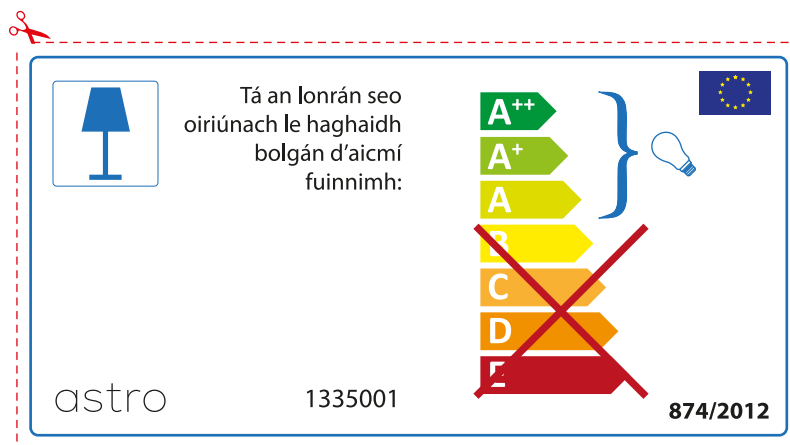 Tá an lonrán seo
oiriúnach le haghaidh
bolgán d'aicmí
fuinnimh:
A++
A+
A
B
C
D
E
astro
1335001
874/2012